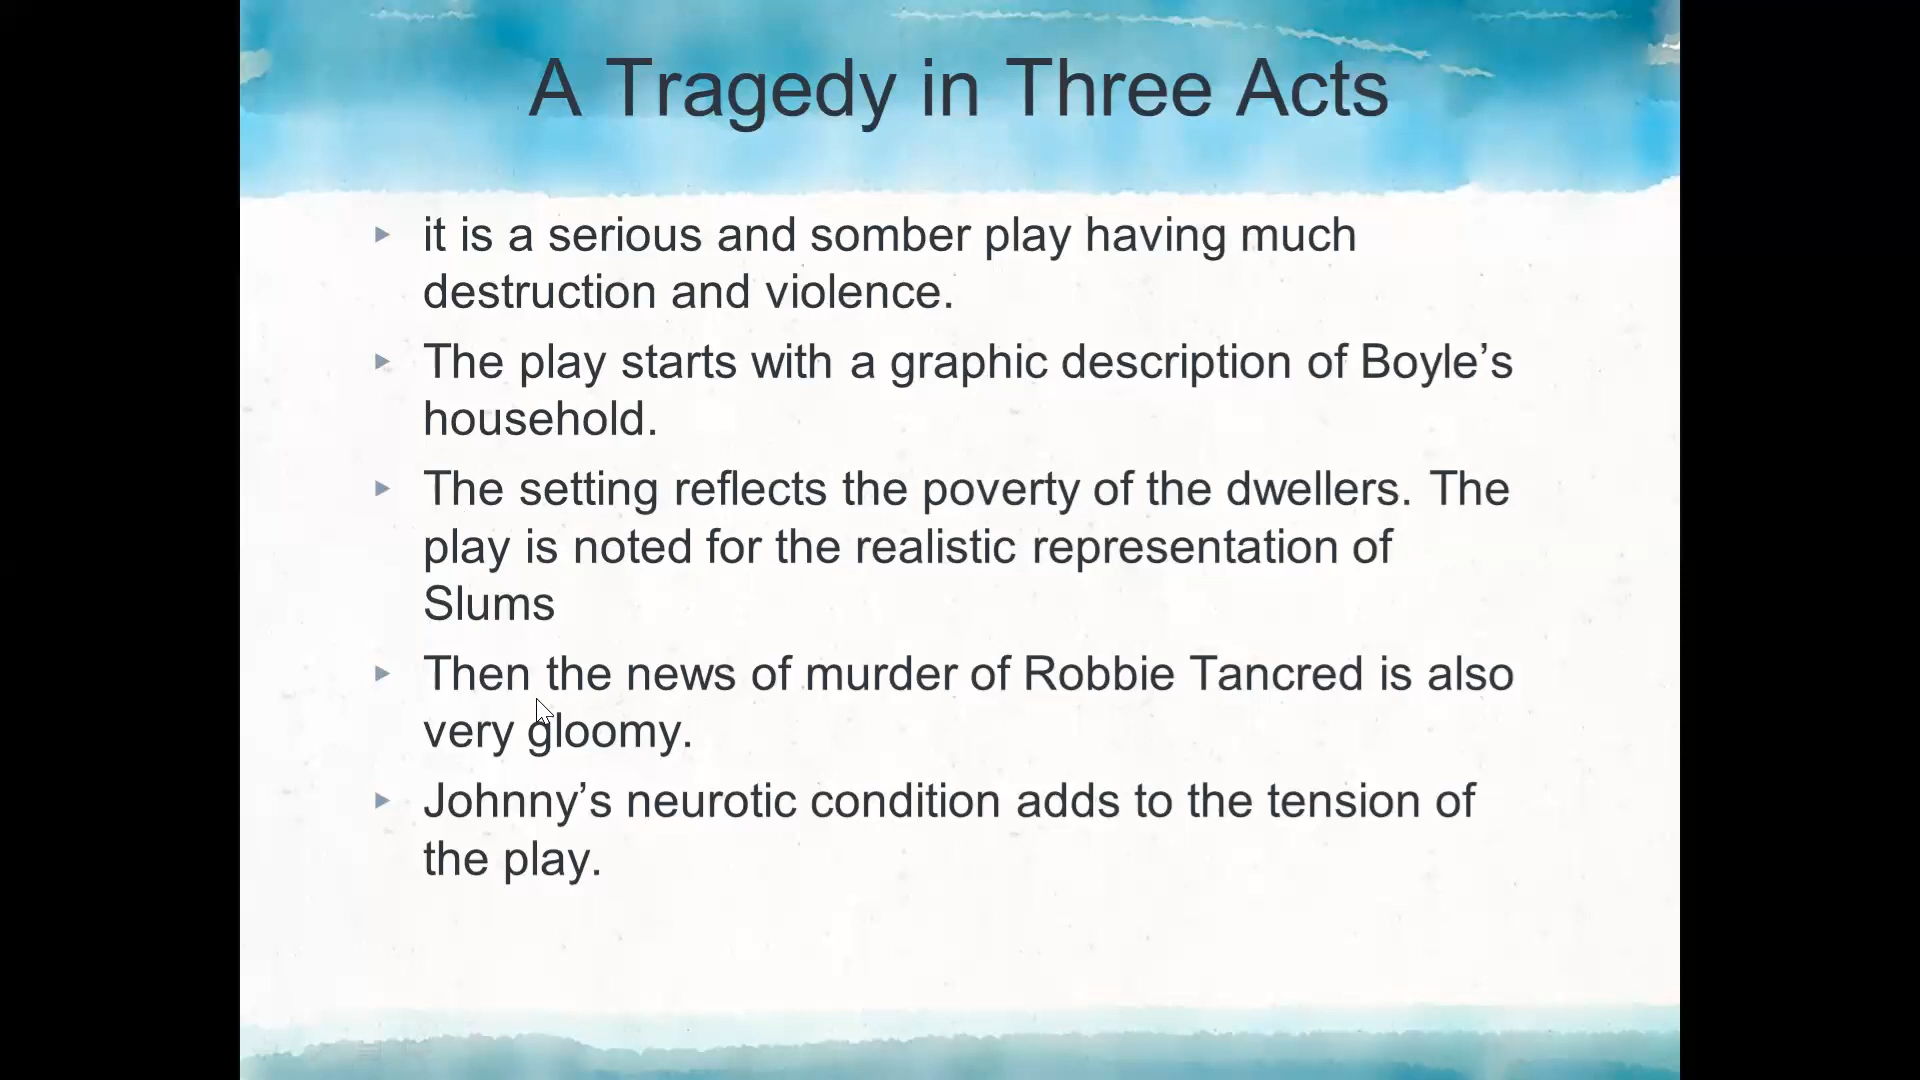 A Tragedy in Three Acts
it is a serious and somber play having much
destruction and violence.
The play starts with a graphic description of Boyle’s
household.
The setting reflects the poverty of the dwellers. The
play is noted for the realistic representation of
Slums
Then the news of murder of Robbie Tancred is also
very gloomy.
Johnny’s neurotic condition adds to the tension of
the play.